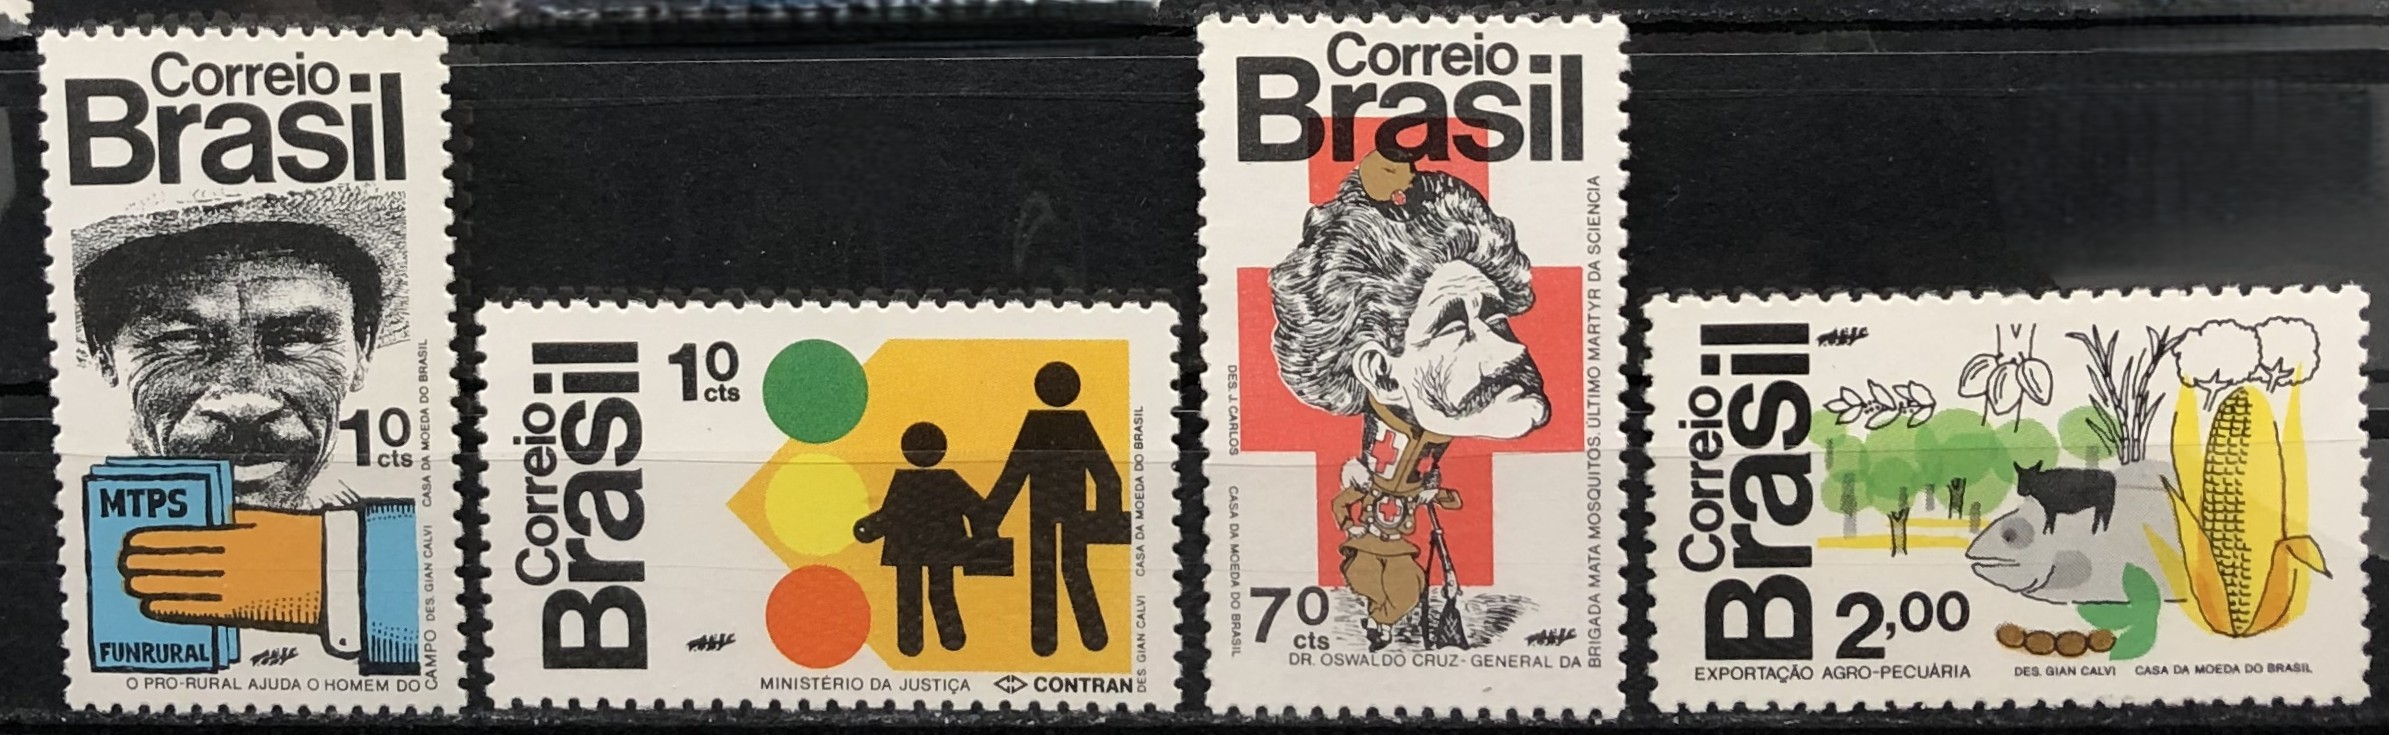 Correio
Brasil
10
cts
MTPS
FUNRURAL
O PRO-RURAL AJUDA O HOMEM DO CAMPO
DES. GIAN CALVI CASA DA MOEDA DO BRASIL
Correio
Brasil
10
cts
MINISTÉRIO DA JUSTIÇA
CONTRAN
DES. GIAN CALVI CASA DA MOEDA DO BRASIL
Correio
Brasil
70
cts
DES. J. CARLOS CASA DA MOEDA DO BRASIL
DR. OSWALDO CRUZ - GENERAL DA
BRIGADA MATA MOSQUITOS. ÚLTIMO MARTYR DA SCIENCIA
Correio
Brasil
2,00
EXPORTAÇÃO AGRO-PECUÁRIA
DES. GIAN CALVI CASA DA MOEDA DO BRASIL